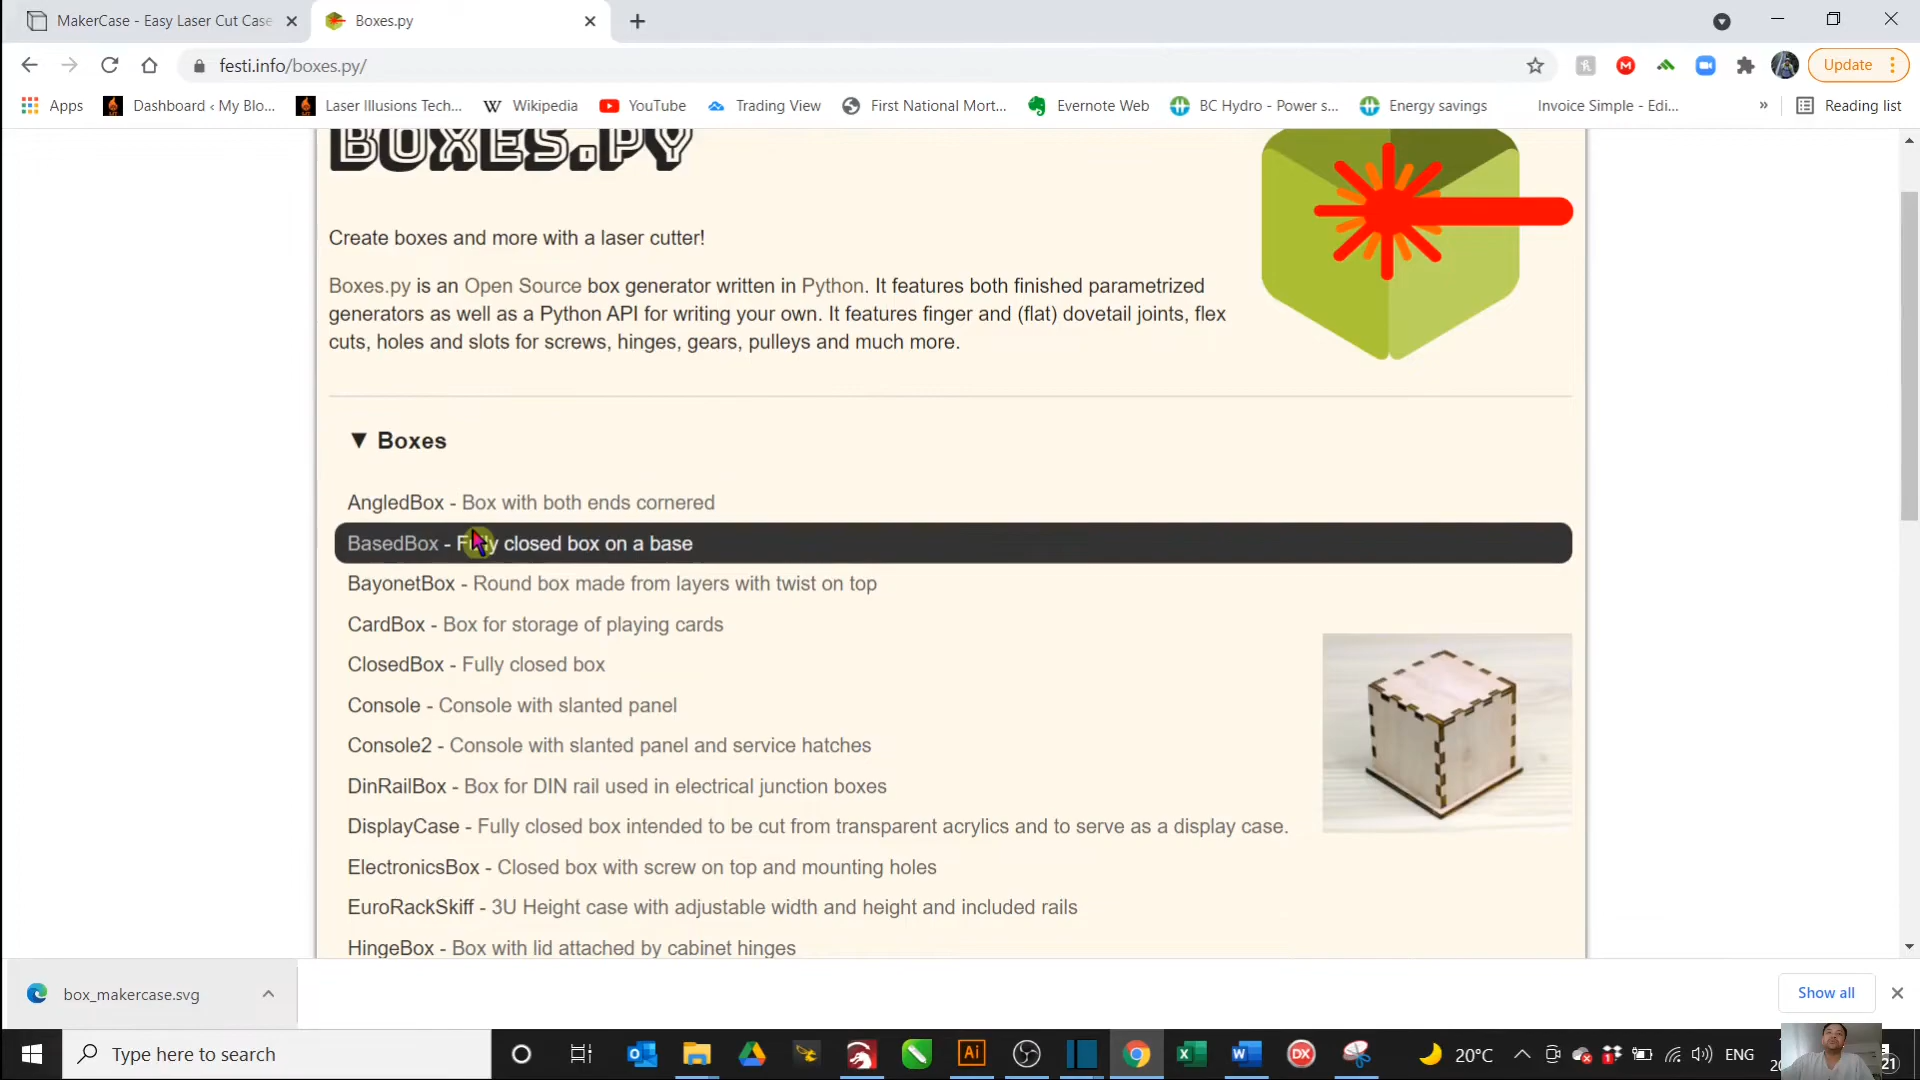 MakerCase - Easy Laser Cut Case
Boxes.py
festi.info/boxes.py/
Update
Apps
Dashboard ‹ My Blo...
Laser Illusions Tech...
Wikipedia
YouTube
Trading View
First National Mort...
Evernote Web
BC Hydro - Power s...
Energy savings
Invoice Simple - Edi...
»
Reading list
BOXES.PY
Create boxes and more with a laser cutter!
Boxes.py is an Open Source box generator written in Python. It features both finished parametrized
generators as well as a Python API for writing your own. It features finger and (flat) dovetail joints, flex
cuts, holes and slots for screws, hinges, gears, pulleys and much more.
▼ Boxes
AngledBox - Box with both ends cornered
BasedBox - Fully closed box on a base
BayonetBox - Round box made from layers with twist on top
CardBox - Box for storage of playing cards
ClosedBox - Fully closed box
Console - Console with slanted panel
Console2 - Console with slanted panel and service hatches
DinRailBox - Box for DIN rail used in electrical junction boxes
DisplayCase - Fully closed box intended to be cut from transparent acrylics and to serve as a display case.
ElectronicsBox - Closed box with screw on top and mounting holes
EuroRackSkiff - 3U Height case with adjustable width and height and included rails
HingeBox - Box with lid attached by cabinet hinges
box_makercase.svg
Show all
Type here to search
20°C
ENG